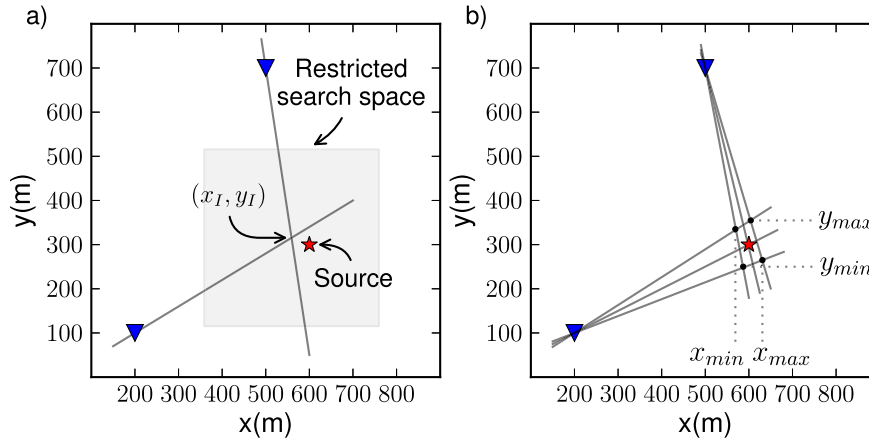 a)
Restricted
search space
(x_I, y_I)
Source
y(m)
700
600
500
400
300
200
100
200 300 400 500 600 700 800
x(m)
b)
y_max
y_min
x_min x_max
y(m)
700
600
500
400
300
200
100
200 300 400 500 600 700 800
x(m)